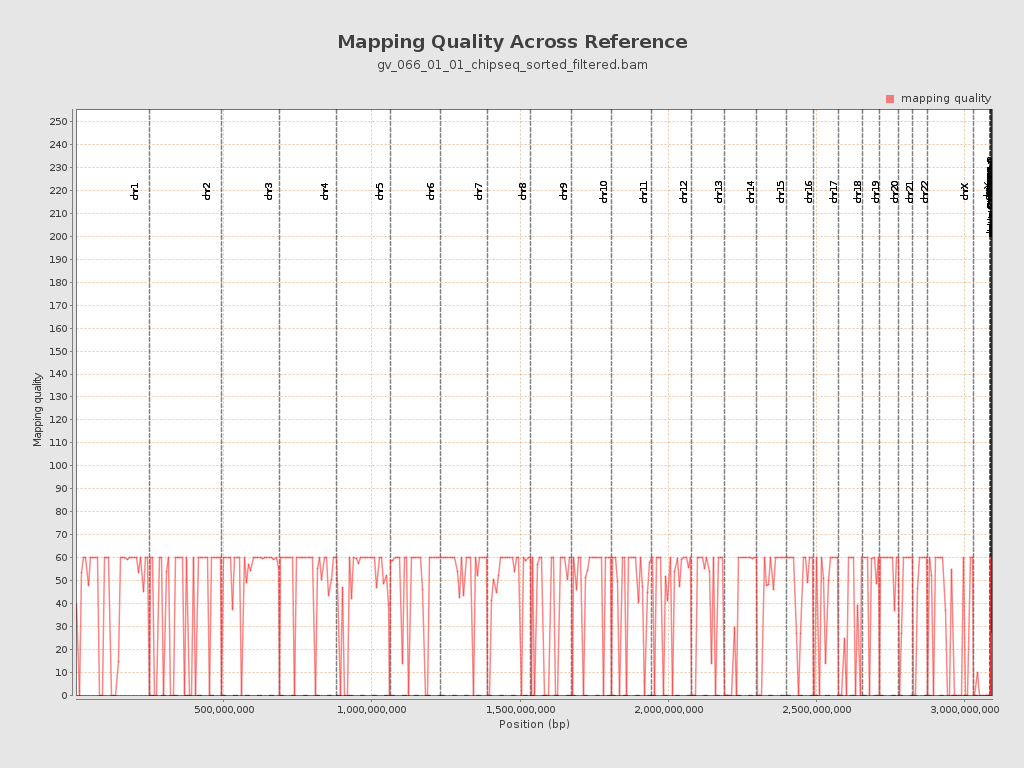 Mapping Quality Across Reference
gv_066_01_01_chipseq_sorted_filtered.bam
mapping quality
250
240
230
220
210
200
190
180
170
160
150
140
130
120
110
100
90
80
70
60
50
40
30
20
10
0
Mapping quality
chr1
chr2
chr3
chr4
chr5
chr6
chr7
chr8
chr9
chr10
chr11
chr12
chr13
chr14
chr15
chr16
chr17
chr18
chr19
chr20
chr21
chr22
chrX
500,000,000
1,000,000,000
1,500,000,000
2,000,000,000
2,500,000,000
3,000,000,000
Position (bp)